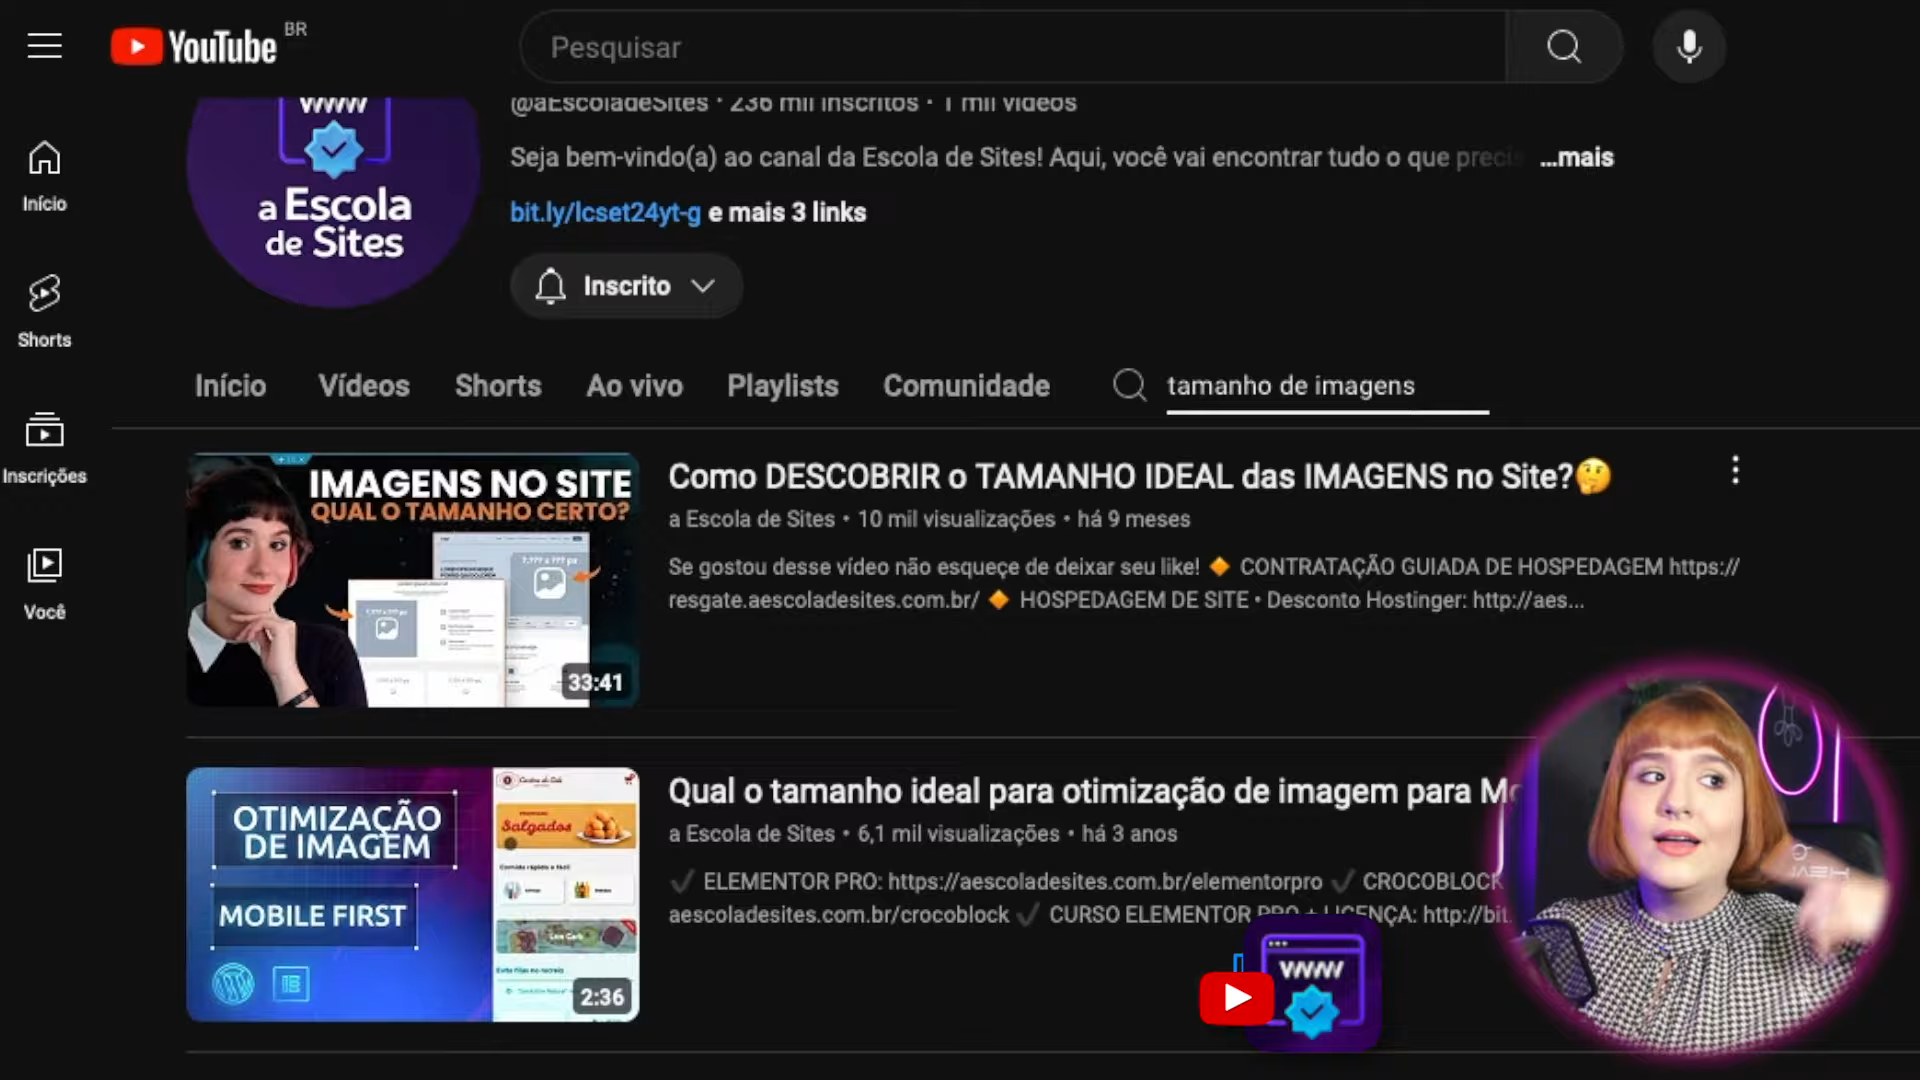 YouTube BR
Pesquisar
www
@aEscoladeSites · 236 mil inscritos · 1 mil vídeos
Seja bem-vindo(a) ao canal da Escola de Sites! Aqui, você vai encontrar tudo o que ...mais
bit.ly/lcset24yt-g e mais 3 links
a Escola
de Sites
Inscrito
Início
Shorts
Inscrições
Você
Início Vídeos Shorts Ao vivo Playlists Comunidade tamanho de imagens
IMAGENS NO SITE
QUAL O TAMANHO CERTO?
33:41
Como DESCOBRIR o TAMANHO IDEAL das IMAGENS no Site?🤔
a Escola de Sites • 10 mil visualizações • há 9 meses
Se gostou desse vídeo não esqueçe de deixar seu like! 🔶 CONTRATAÇÃO GUIADA DE HOSPEDAGEM https://
resgate.aescoladesites.com.br/ 🔶 HOSPEDAGEM DE SITE • Desconto Hostinger: http://aes...
OTIMIZAÇÃO
DE IMAGEM
MOBILE FIRST
Salgados
2:36
Qual o tamanho ideal para otimização de imagem para
a Escola de Sites • 6,1 mil visualizações • há 3 anos
✔ ELEMENTOR PRO: https://aescoladesites.com.br/elementorpro ✔ CROCOBLOCK
aescoladesites.com.br/crocoblock ✔ CURSO ELEMENTOR PRO + LICENÇA: http://bit.
www